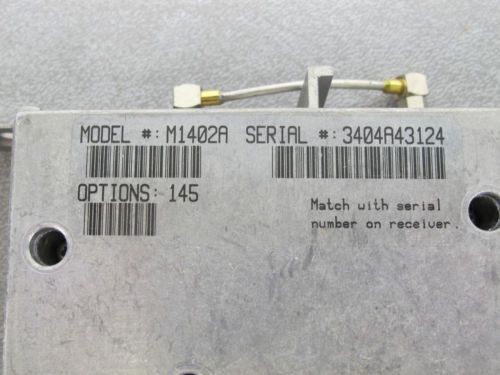 MODEL #: M1402A SERIAL #: 3404A43124
OPTIONS: 145
Match with serial
number on receiver.